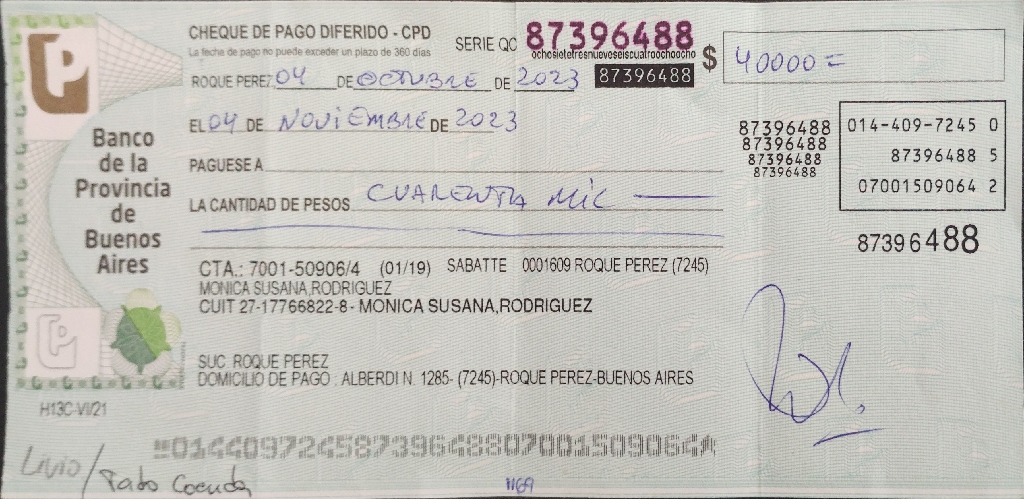 CHEQUE DE PAGO DIFERIDO - CPD
La fecha de pago no puede exceder un plazo de 360 días
SERIE QC 87396488
ochosietetresnueveseiscuatroochoocho
87396488
$ 40000=
ROQUE PEREZ 04 DE OCTUBRE DE 2023
EL 04 DE NOVIEMBRE DE 2023
PAGUESE A
LA CANTIDAD DE PESOS CUARENTA MIL
Banco
de la
Provincia
de
Buenos
Aires
87396488
87396488
87396488
87396488
014-409-7245 0
87396488 5
07001509064 2
87396488
CTA.: 7001-50906/4 (01/19) SABATTE 0001609 ROQUE PEREZ (7245)
MONICA SUSANA,RODRIGUEZ
CUIT 27-17766822-8- MONICA SUSANA,RODRIGUEZ
SUC ROQUE PEREZ
DOMICILIO DE PAGO : ALBERDI N. 1285- (7245)-ROQUE PEREZ-BUENOS AIRES
H13C-VI/21
01440972458739648807001509064
Livio/
1169